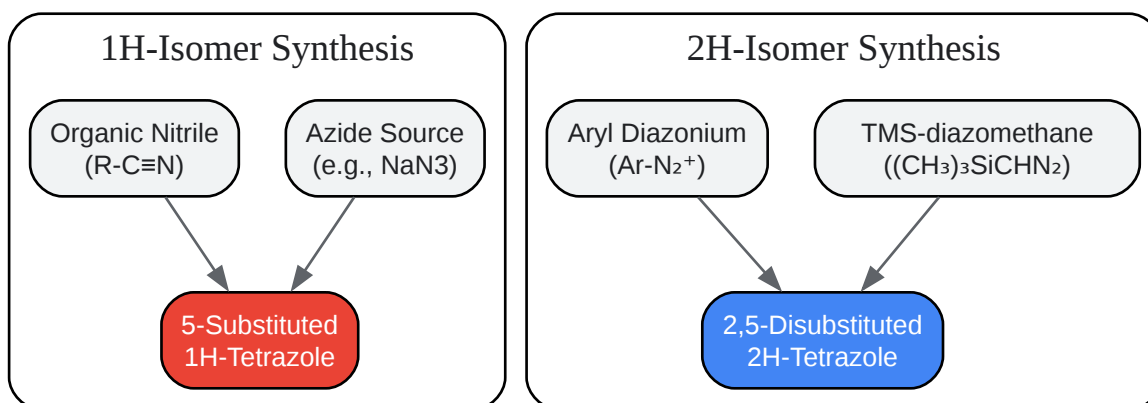 1H-Isomer Synthesis
Organic Nitrile
(R-C≡N)
Azide Source
(e.g., NaN3)
5-Substituted
1H-Tetrazole
2H-Isomer Synthesis
Aryl Diazonium
(Ar-N₂⁺)
TMS-diazomethane
((CH₃)₃SiCHN₂)
2,5-Disubstituted
2H-Tetrazole